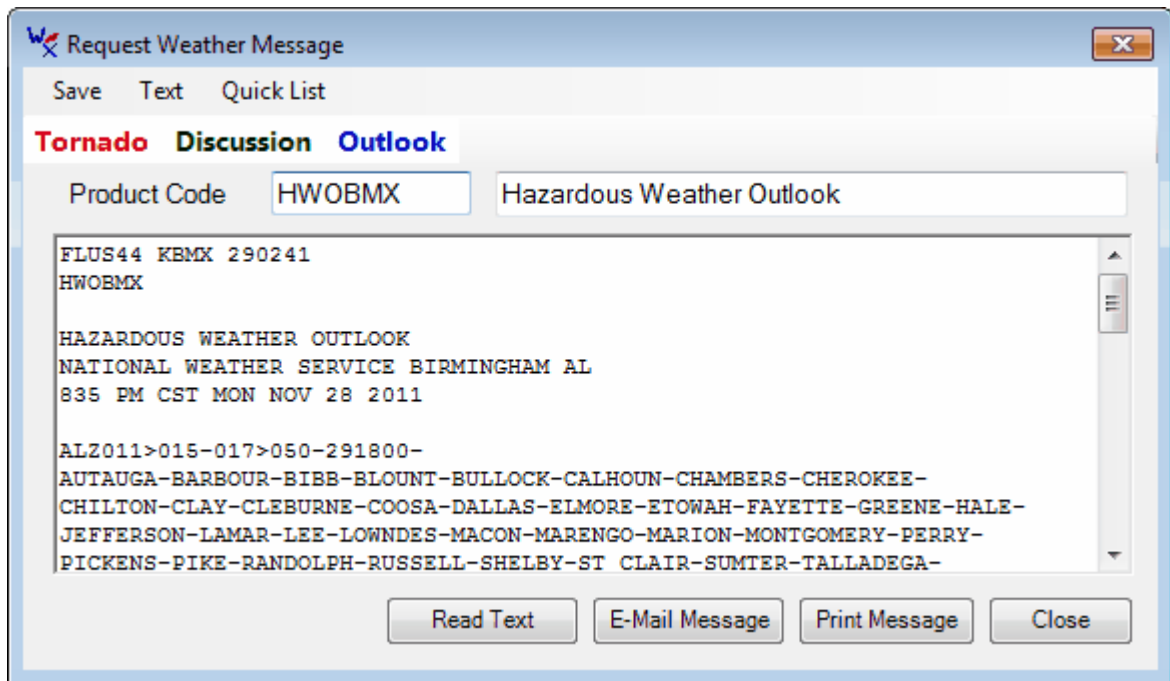 Request Weather Message
Save Text Quick List
Tornado Discussion Outlook
Product Code HWOBMX Hazardous Weather Outlook
FLUS44 KBMX 290241
HWOBMX
HAZARDOUS WEATHER OUTLOOK
NATIONAL WEATHER SERVICE BIRMINGHAM AL
835 PM CST MON NOV 28 2011
ALZ011>015-017>050-291800-
AUTAUGA-BARBOUR-BIBB-BLOUNT-BULLOCK-CALHOUN-CHAMBERS-CHEROKEE-
CHILTON-CLAY-CLEBURNE-COOSA-DALLAS-ELMORE-ETOWAH-FAYETTE-GREENE-HALE-
JEFFERSON-LAMAR-LEE-LOWNDES-MACON-MARENGO-MARION-MONTGOMERY-PERRY-
PICKENS-PIKE-RANDOLPH-RUSSELL-SHELBY-ST CLAIR-SUMTER-TALLADEGA-
Read Text E-Mail Message Print Message Close